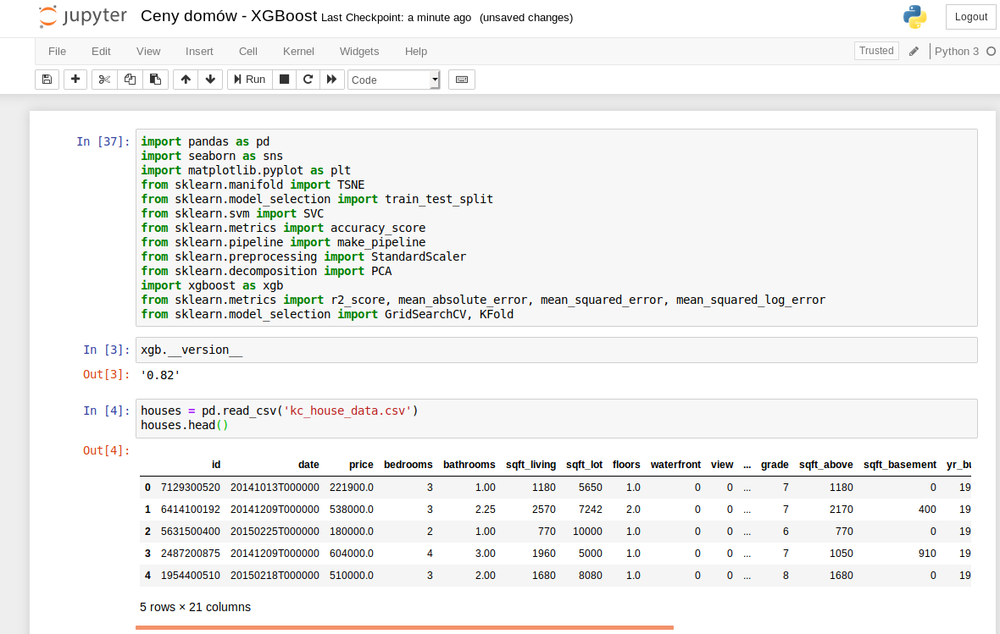 jupyter Ceny domów - XGBoost Last Checkpoint: a minute ago (unsaved changes) Logout
File Edit View Insert Cell Kernel Widgets Help Trusted Python 3
Run Code
In [37]: import pandas as pd
import seaborn as sns
import matplotlib.pyplot as plt
from sklearn.manifold import TSNE
from sklearn.model_selection import train_test_split
from sklearn.svm import SVC
from sklearn.metrics import accuracy_score
from sklearn.pipeline import make_pipeline
from sklearn.preprocessing import StandardScaler
from sklearn.decomposition import PCA
import xgboost as xgb
from sklearn.metrics import r2_score, mean_absolute_error, mean_squared_error, mean_squared_log_error
from sklearn.model_selection import GridSearchCV, KFold
In [3]: xgb.__version__
Out[3]: '0.82'
In [4]: houses = pd.read_csv('kc_house_data.csv')
houses.head()
Out[4]:
id date price bedrooms bathrooms sqft_living sqft_lot floors waterfront view ... grade sqft_above sqft_basement yr_bu
0 7129300520 20141013T000000 221900.0 3 1.00 1180 5650 1.0 0 0 ... 7 1180 0 19
1 6414100192 20141209T000000 538000.0 3 2.25 2570 7242 2.0 0 0 ... 7 2170 400 19
2 5631500400 20150225T000000 180000.0 2 1.00 770 10000 1.0 0 0 ... 6 770 0 19
3 2487200875 20141209T000000 604000.0 4 3.00 1960 5000 1.0 0 0 ... 7 1050 910 19
4 1954400510 20150218T000000 510000.0 3 2.00 1680 8080 1.0 0 0 ... 8 1680 0 19
5 rows × 21 columns